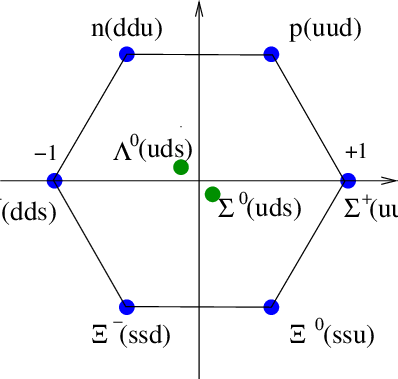 n(ddu) p(uud)
Λ⁰(uds)
−1 +1
⁻(dds) Σ⁰(uds) Σ⁺(uu
Ξ⁻(ssd) Ξ⁰(ssu)